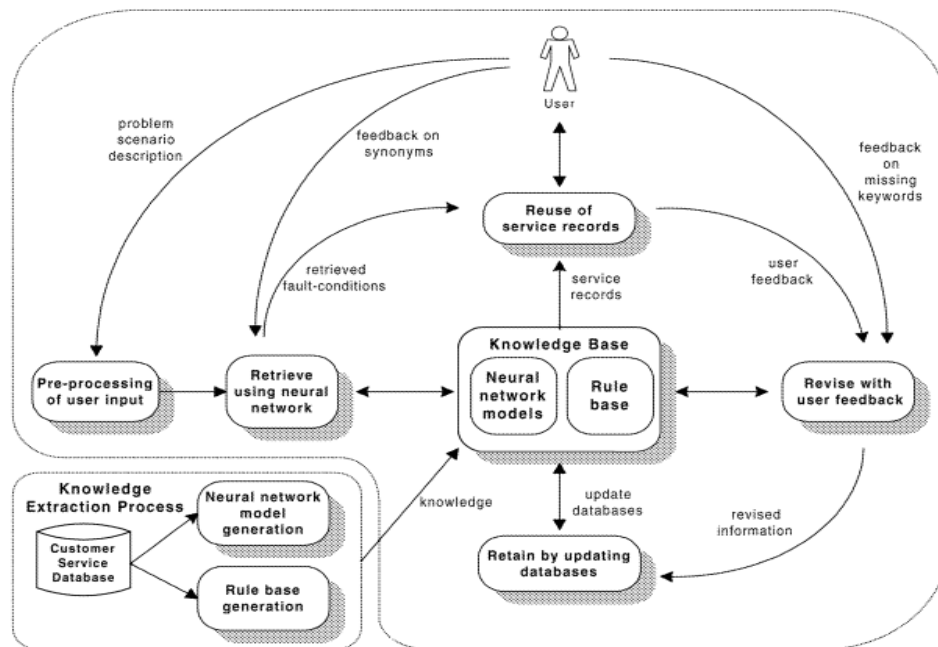 User
problem
scenario
description
feedback on
synonyms
feedback
on
missing
keywords
Reuse of
service records
retrieved
fault-conditions
service
records
user
feedback
Pre-processing
of user input
Retrieve
using neural
network
Knowledge Base
Neural
network
models
Rule
base
Revise with
user feedback
Knowledge
Extraction Process
Customer
Service
Database
Neural network
model
generation
Rule base
generation
knowledge
update
databases
revised
information
Retain by updating
databases